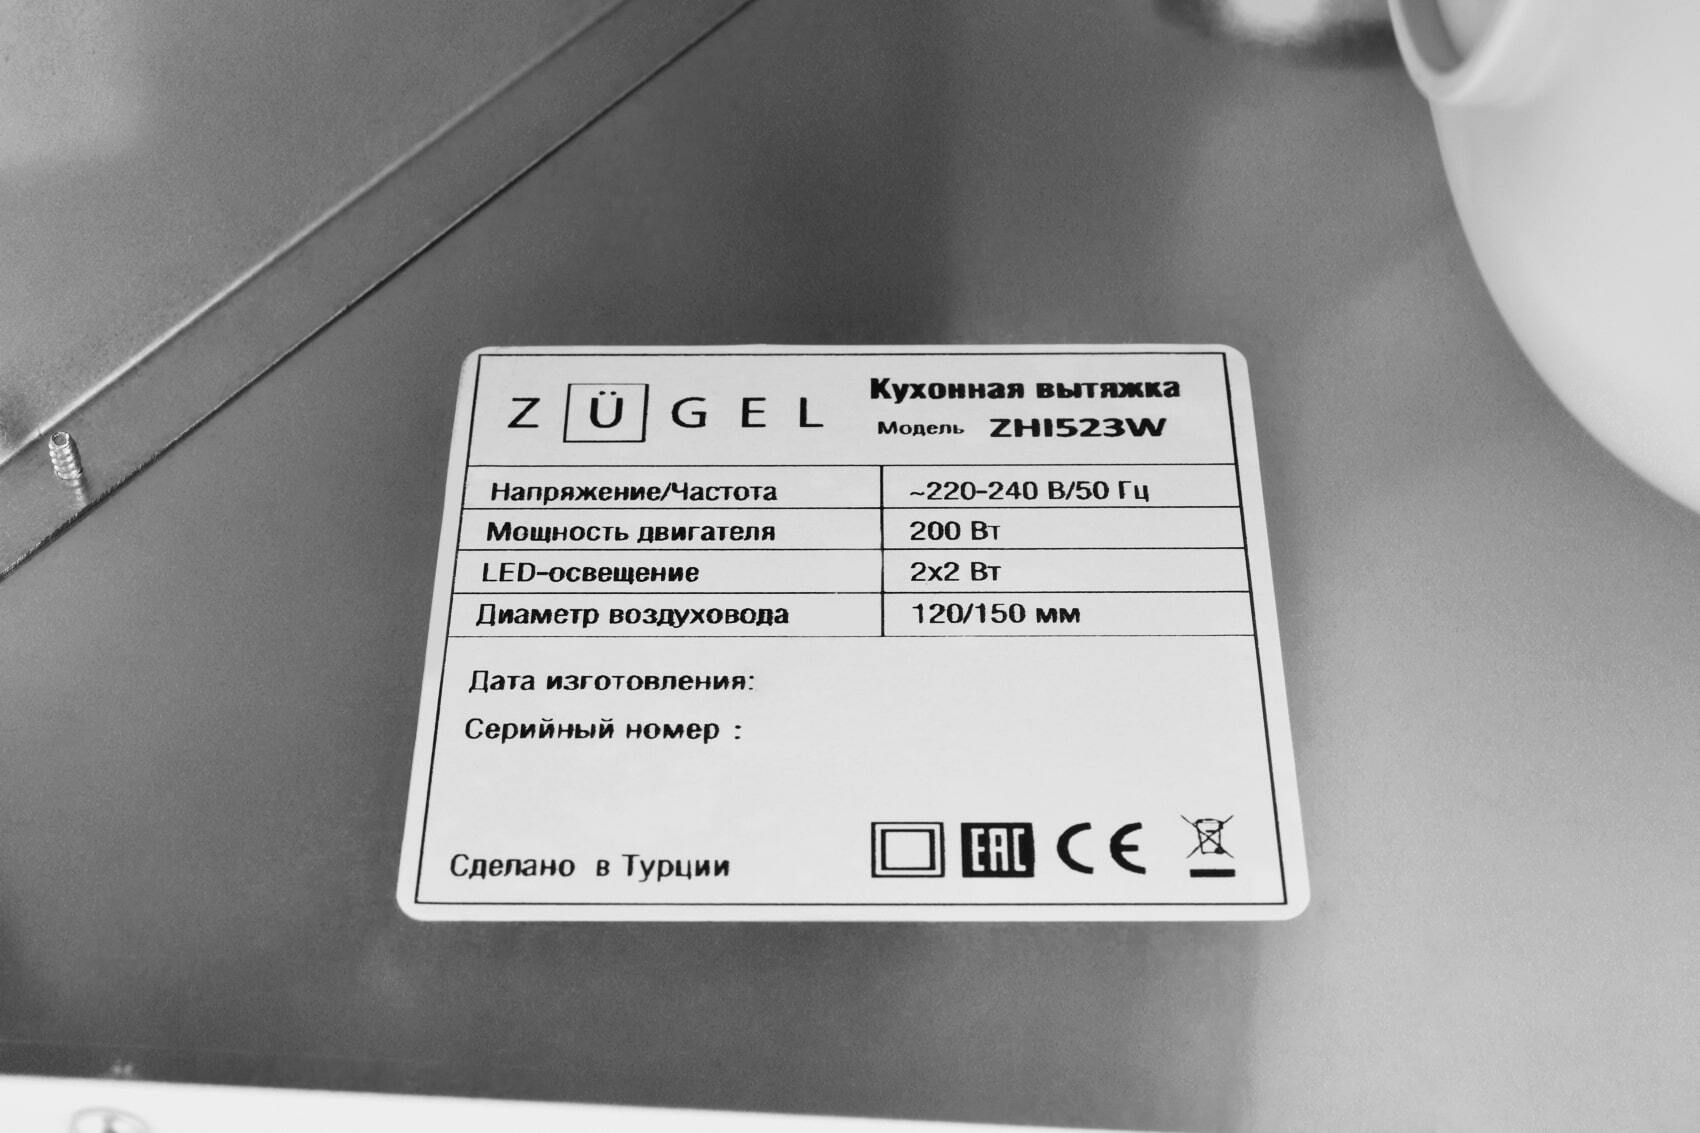 ZÜGEL
Кухонная вытяжка
Модель ZHI523W
Напряжение/Частота ~220-240 В/50 Гц
Мощность двигателя 200 Вт
LED-освещение 2x2 Вт
Диаметр воздуховода 120/150 мм
Дата изготовления:
Серийный номер :
Сделано в Турции
EAC CE